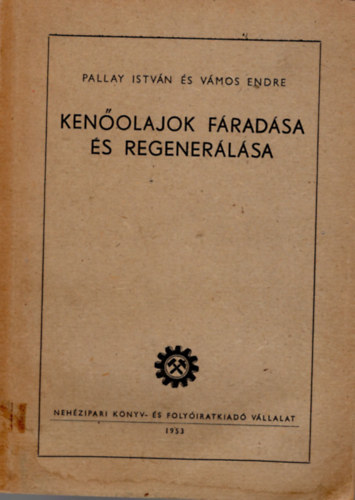 PALLAY ISTVÁN ÉS VÁMOS ENDRE
KENŐOLAJOK FÁRADÁSA
ÉS REGENERÁLÁSA
NEHÉZIPARI KÖNYV- ÉS FOLYÓIRATKIADÓ VÁLLALAT
1953